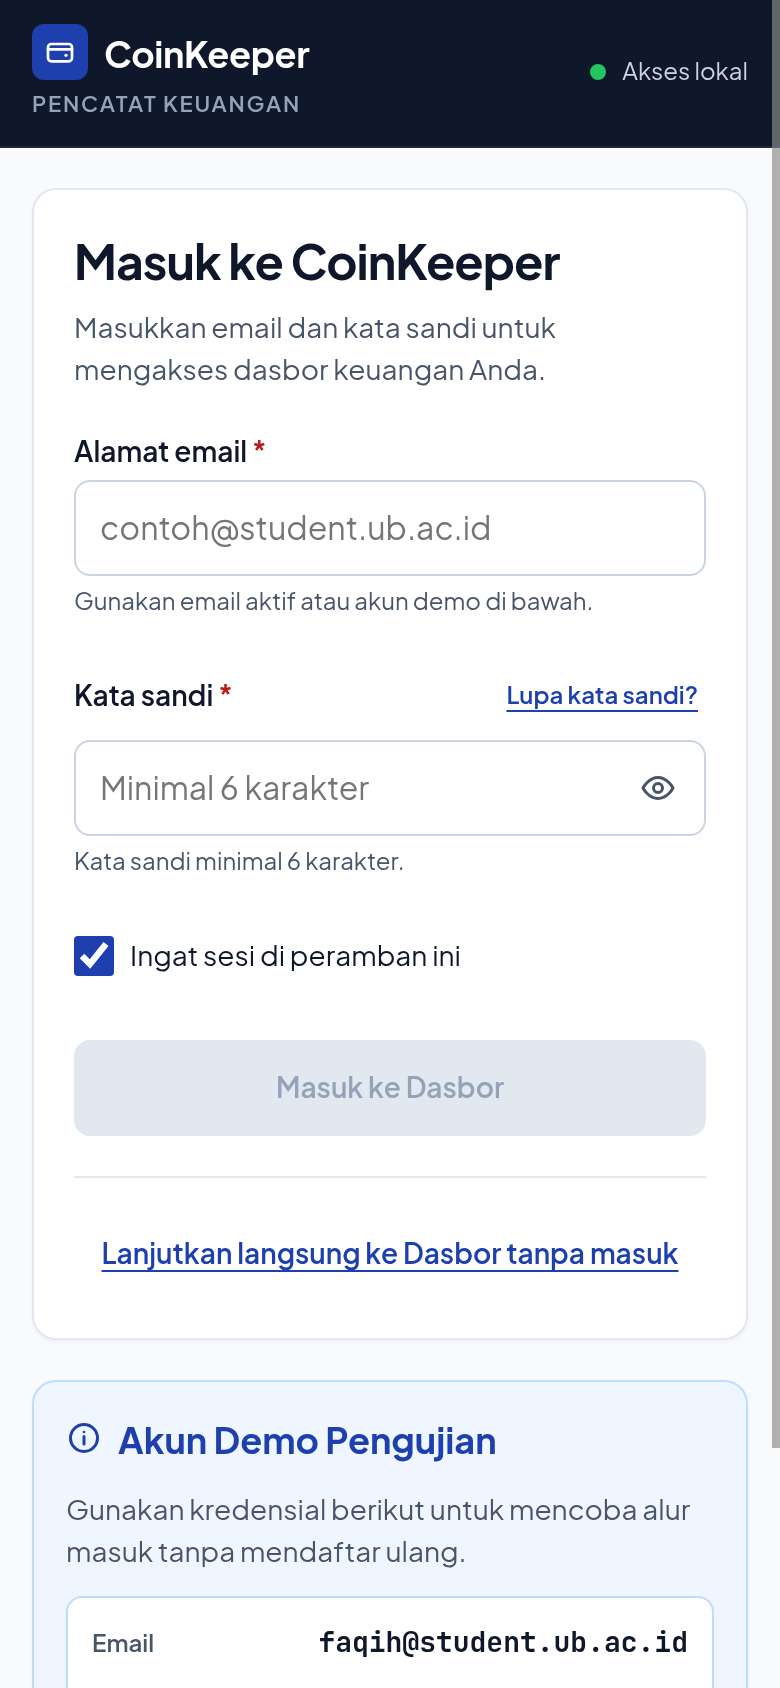 CoinKeeper
PENCATAT KEUANGAN
Akses lokal
Masuk ke CoinKeeper
Masukkan email dan kata sandi untuk
mengakses dasbor keuangan Anda.
Alamat email *
contoh@student.ub.ac.id
Gunakan email aktif atau akun demo di bawah.
Kata sandi *
Lupa kata sandi?
Minimal 6 karakter
Kata sandi minimal 6 karakter.
Ingat sesi di peramban ini
Masuk ke Dasbor
Lanjutkan langsung ke Dasbor tanpa masuk
Akun Demo Pengujian
Gunakan kredensial berikut untuk mencoba alur
masuk tanpa mendaftar ulang.
Email
faqih@student.ub.ac.id